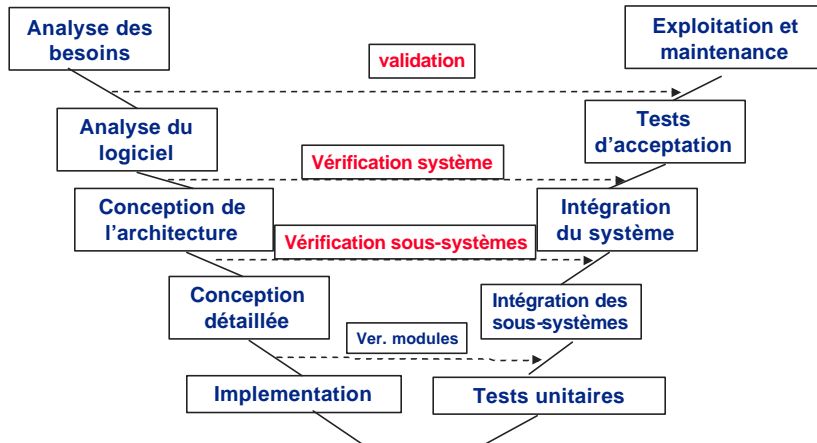 Analyse des
besoins
Exploitation et
maintenance
validation
Analyse du
logiciel
Tests
d'acceptation
Vérification système
Conception de
l'architecture
Intégration
du système
Vérification sous-systèmes
Conception
détaillée
Intégration des
sous-systèmes
Ver. modules
Implementation
Tests unitaires